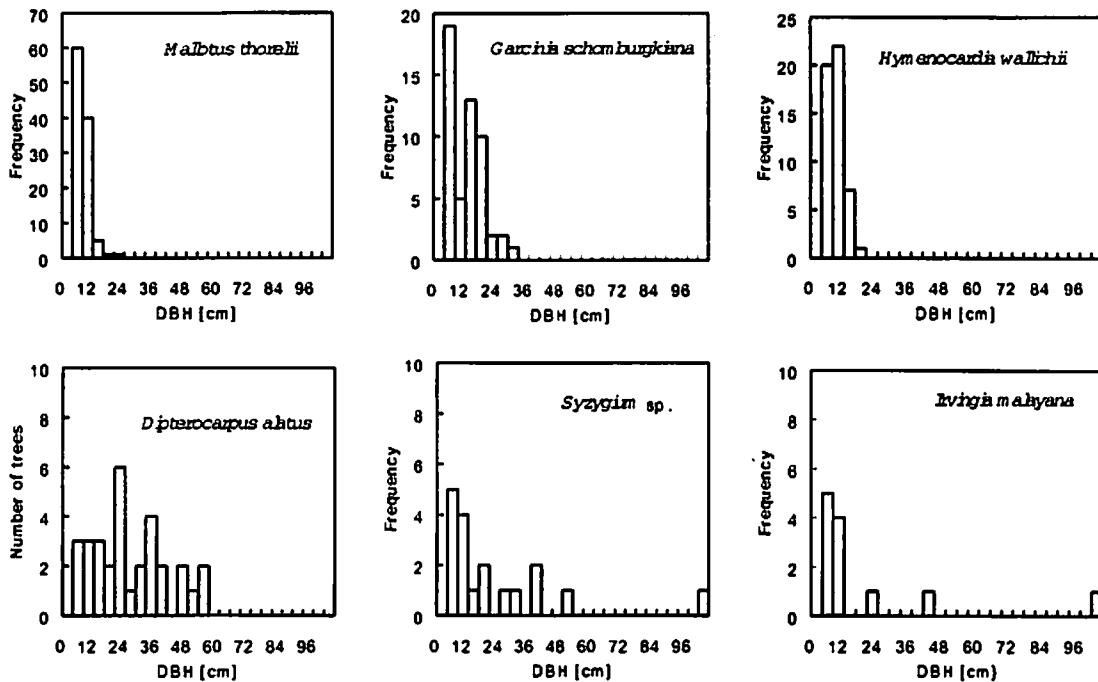 70
60
50
40
30
20
10
0
Frequency
Malbtus thorelii
0 12 24 36 48 60 72 84 96
DBH [cm]
20
15
10
5
0
Frequency
Garchia schomburgkiana
0 12 24 36 48 60 72 84 96
DBH [cm]
25
20
15
10
5
0
Frequency
Hymenocardia wallichii
0 12 24 36 48 60 72 84 96
DBH [cm]
10
8
6
4
2
0
Number of trees
Dipterocarpus alatus
0 12 24 36 48 60 72 84 96
DBH [cm]
10
8
6
4
2
0
Frequency
Syzygim sp.
0 12 24 36 48 60 72 84 96
DBH [cm]
10
8
6
4
2
0
Frequency
Irvingia malayana
0 12 24 36 48 60 72 84 96
DBH [cm]